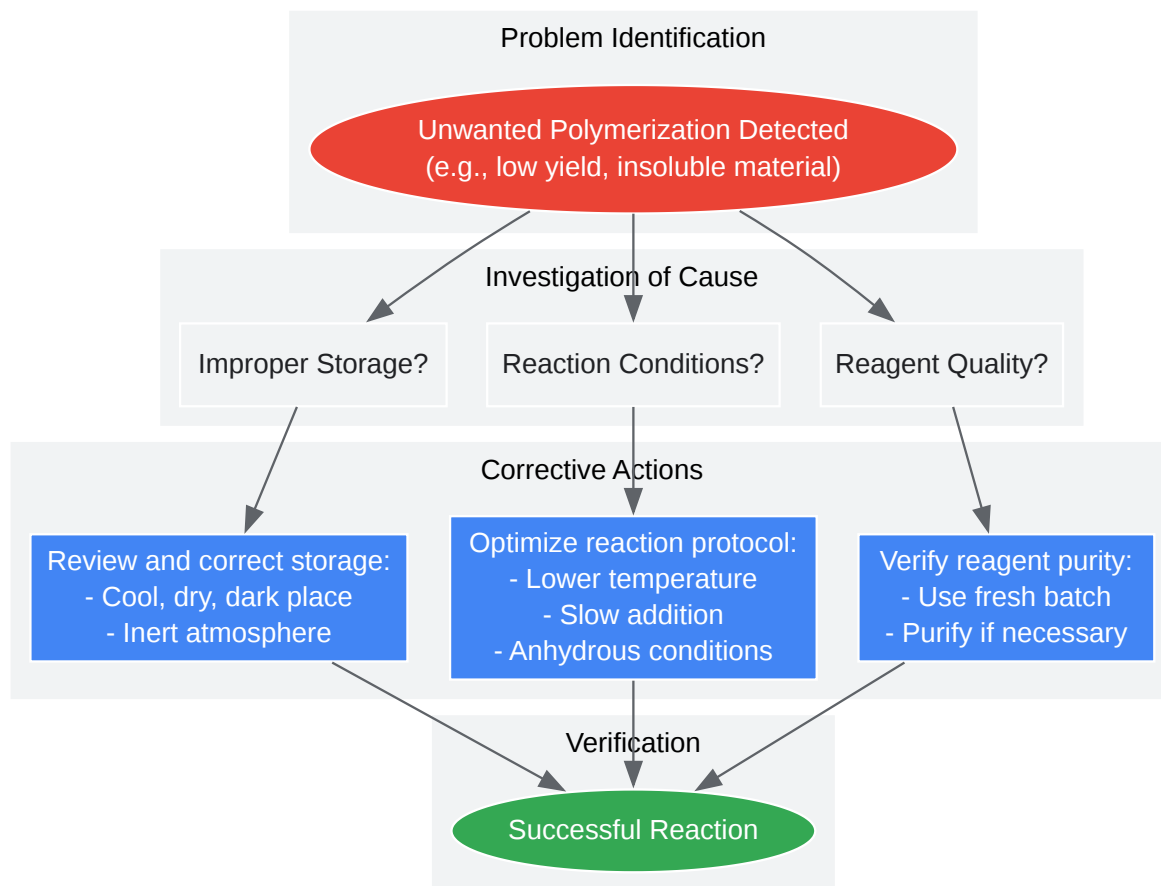 Problem Identification
Unwanted Polymerization Detected
(e.g., low yield, insoluble material)
Investigation of Cause
Improper Storage?
Reaction Conditions?
Reagent Quality?
Corrective Actions
Review and correct storage:
- Cool, dry, dark place
- Inert atmosphere
Optimize reaction protocol:
- Lower temperature
- Slow addition
- Anhydrous conditions
Verify reagent purity:
- Use fresh batch
- Purify if necessary
Verification
Successful Reaction